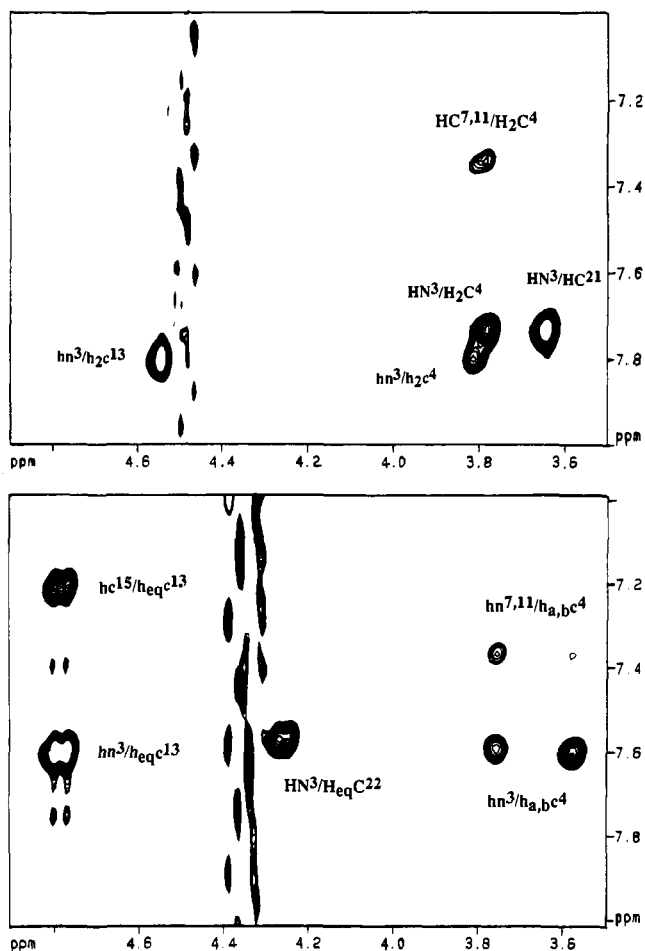 7.2
HC7,11/H2C4
7.4
7.6
HN3/HC21
HN3/H2C4
hn3/h2c13
7.8
hn3/h2c4
ppm
ppm 4.6 4.4 4.2 4.0 3.8 3.6
hc15/heqc13
7.2
hn7,11/ha,bc4
7.4
hn3/heqc13
7.6
HN3/HeqC22
hn3/ha,bc4
7.8
ppm
ppm 4.6 4.4 4.2 4.0 3.8 3.6